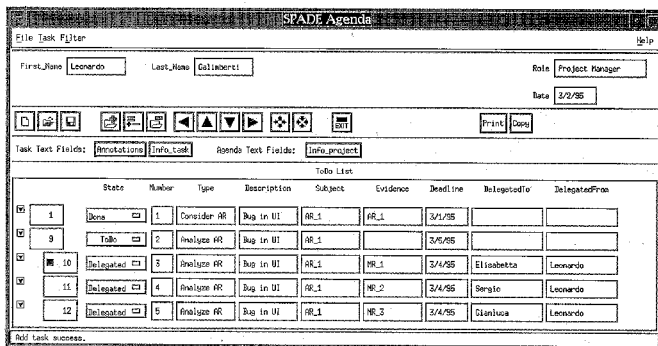 SPADE Agenda
File Task Filter Help
First_Name Leonardo Last_Name Galimberti Role Project Manager
Date 3/2/95
EXIT Print Copy
Task Text Fields: Annotations Info_task Agenda Text Fields: Info_project
ToDo List
State Number Type Description Subject Evidence Deadline DelegatedTo DelegatedFrom
1 Done 1 Consider AR Bug in UI AR_1 AR_1 3/1/95
9 ToDo 2 Analyze AR Bug in UI AR_1 3/5/95
10 Delegated 3 Analyze AR Bug in UI AR_1 MR_1 3/4/95 Elisabetta Leonardo
11 Delegated 4 Analyze AR Bug in UI AR_1 MR_2 3/4/95 Sergio Leonardo
12 Delegated 5 Analyze AR Bug in UI AR_1 MR_3 3/4/95 Gianluca Leonardo
Add task success.